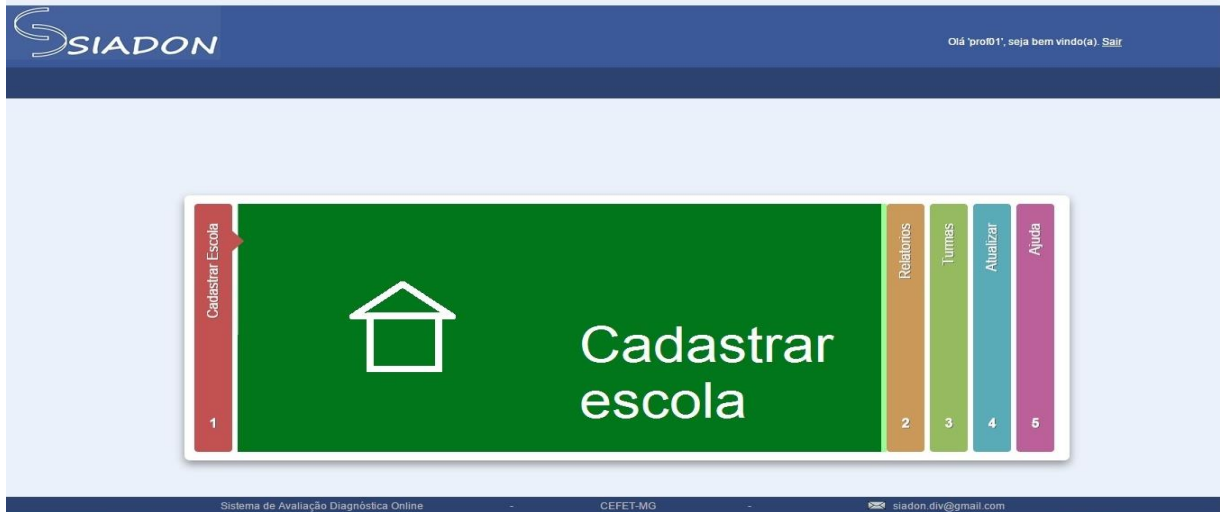 SIADON
Olá 'prof01', seja bem vindo(a). Sair
Cadastrar Escola
1
Cadastrar
escola
Relatorios
2
Turmas
3
Atualizar
4
Ajuda
5
Sistema de Avaliação Diagnóstica Online - CEFET-MG - siadon.div@gmail.com